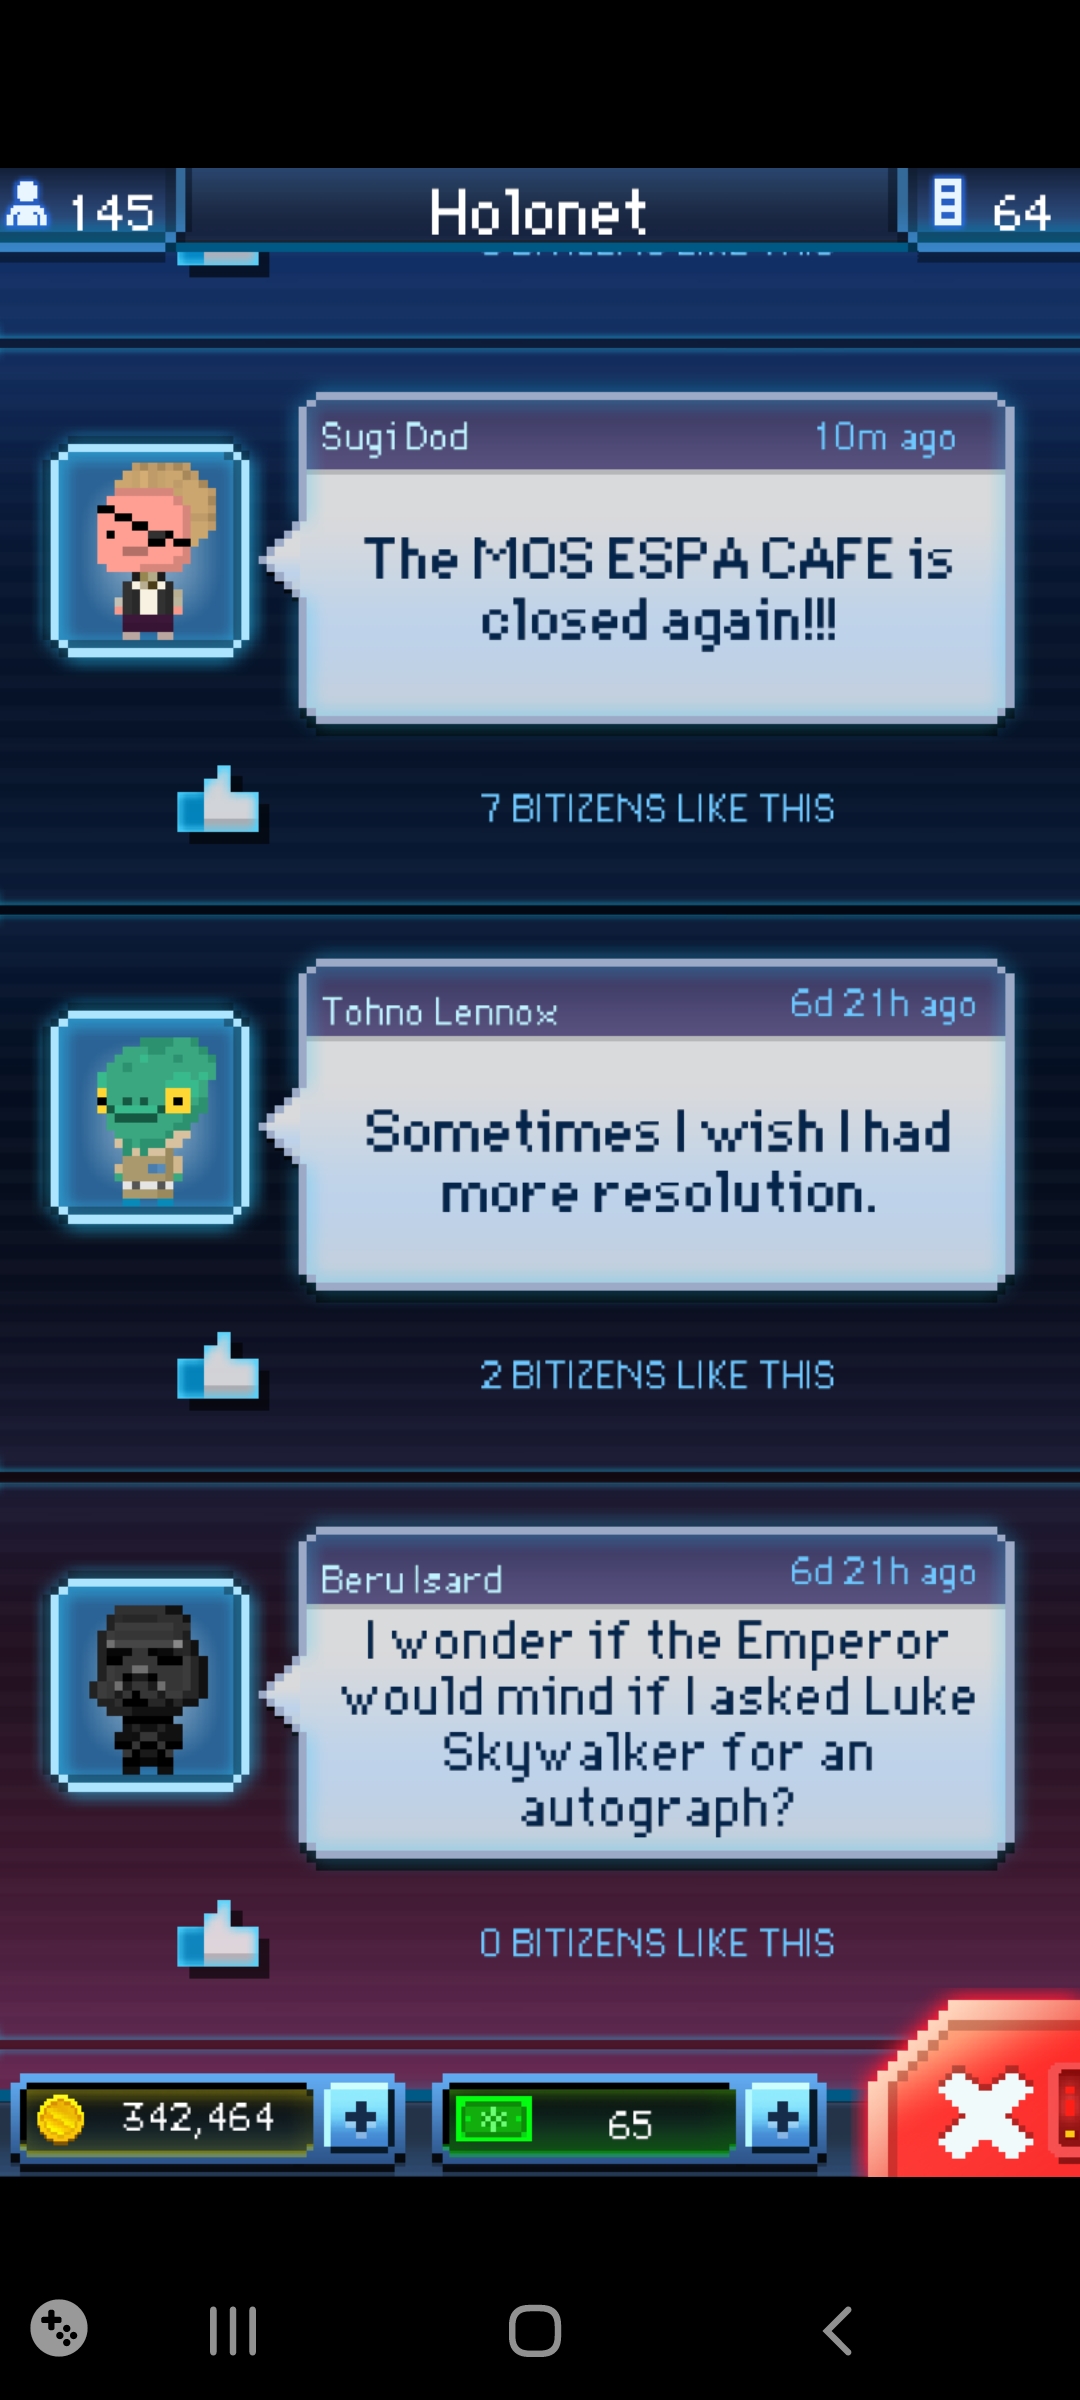 145 Holonet 64
Sugi Dod 10m ago
The MOS ESPA CAFE is
closed again!!!
7 BITIZENS LIKE THIS
Tohno Lennox 6d 21h ago
Sometimes I wish I had
more resolution.
2 BITIZENS LIKE THIS
Beru Isard 6d 21h ago
I wonder if the Emperor
would mind if I asked Luke
Skywalker for an
autograph?
0 BITIZENS LIKE THIS
342,464 65